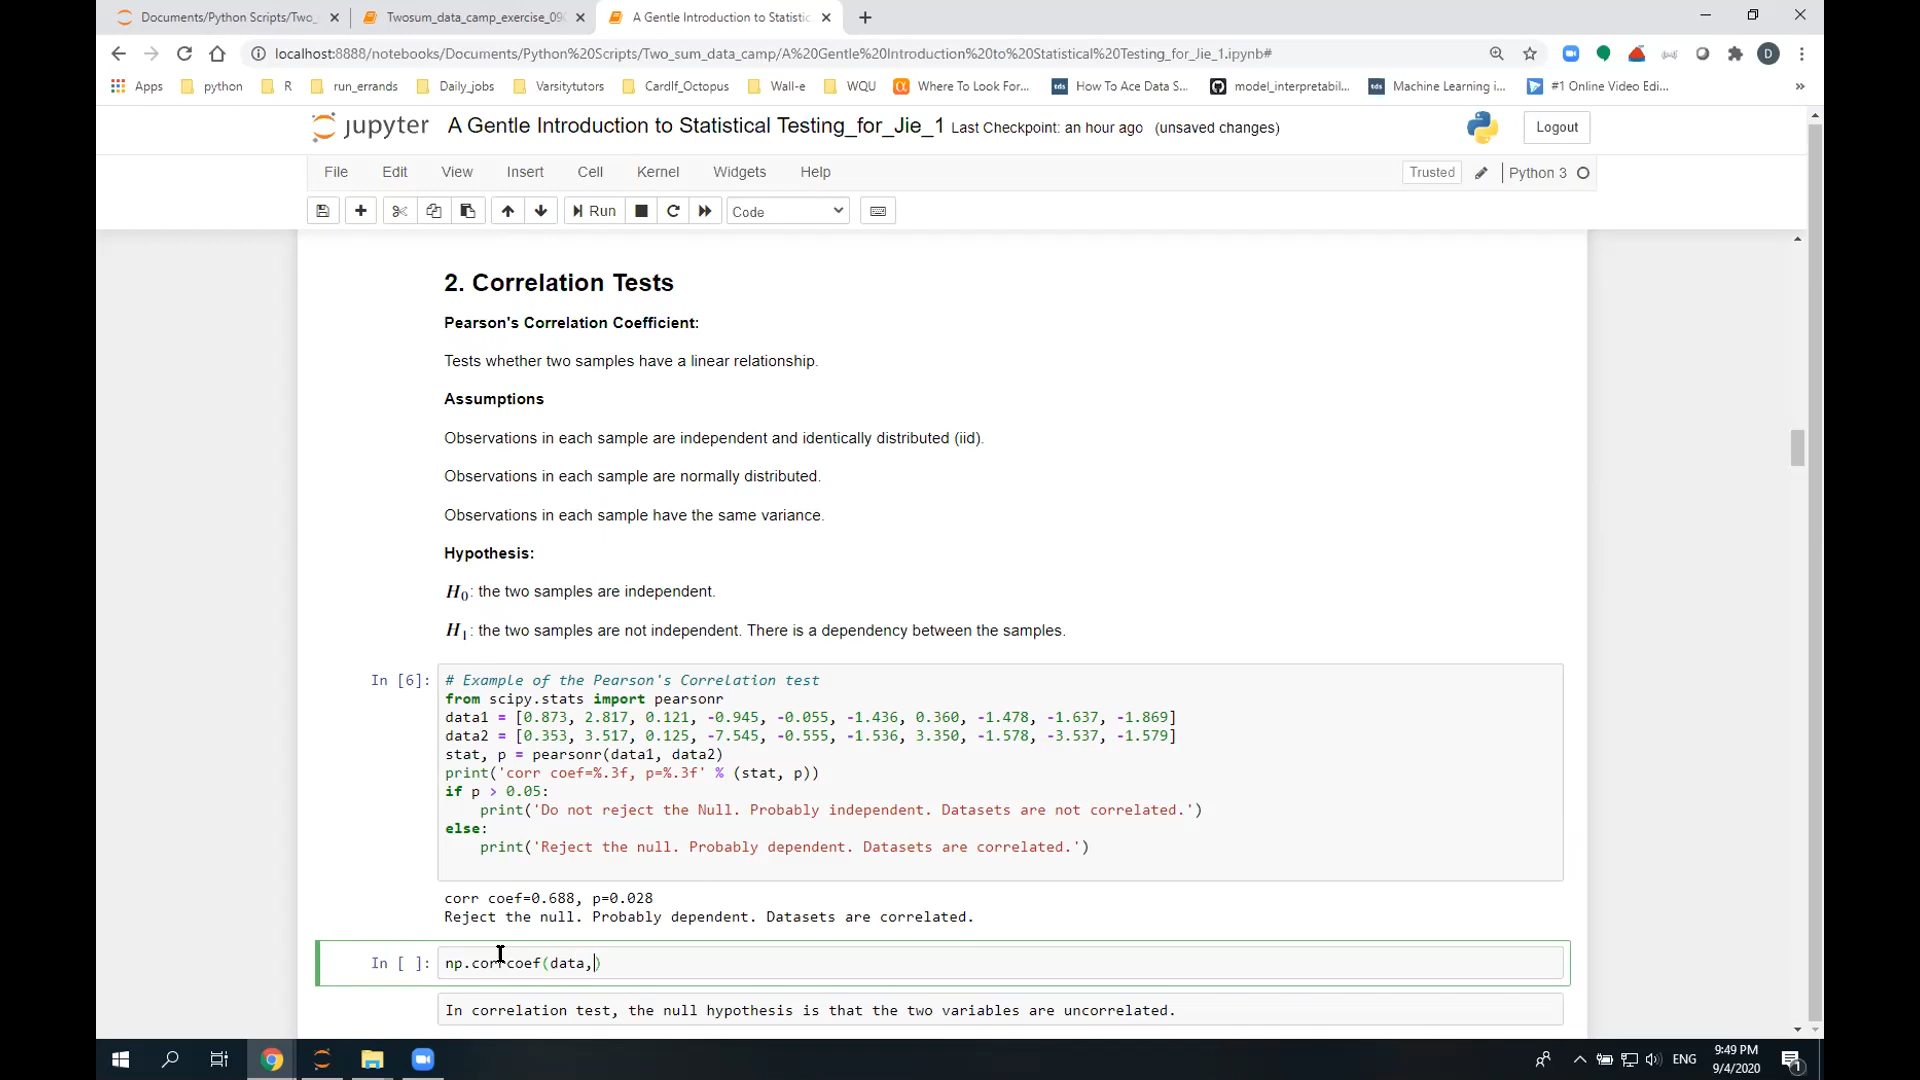 Documents/Python Scripts/Two_
Twosum_data_camp_exercise_090
A Gentle Introduction to Statistic
localhost:8888/notebooks/Documents/Python%20Scripts/Two_sum_data_camp/A%20Gentle%20Introduction%20to%20Statistical%20Testing_for_Jie_1.ipynb#
D
Apps
python
R
run_errands
Daily_jobs
Varsitytutors
Cardlf_Octopus
Wall-e
WQU
Where To Look For...
How To Ace Data S...
model_interpretabil...
Machine Learning i...
#1 Online Video Edi...
jupyter A Gentle Introduction to Statistical Testing_for_Jie_1 Last Checkpoint: an hour ago (unsaved changes)
Logout
File Edit View Insert Cell Kernel Widgets Help
Trusted
Python 3
Run
Code
2. Correlation Tests
Pearson's Correlation Coefficient:
Tests whether two samples have a linear relationship.
Assumptions
Observations in each sample are independent and identically distributed (iid).
Observations in each sample are normally distributed.
Observations in each sample have the same variance.
Hypothesis:
H0: the two samples are independent.
H1: the two samples are not independent. There is a dependency between the samples.
In [6]:
# Example of the Pearson's Correlation test
from scipy.stats import pearsonr
data1 = [0.873, 2.817, 0.121, -0.945, -0.055, -1.436, 0.360, -1.478, -1.637, -1.869]
data2 = [0.353, 3.517, 0.125, -7.545, -0.555, -1.536, 3.350, -1.578, -3.537, -1.579]
stat, p = pearsonr(data1, data2)
print('corr coef=%.3f, p=%.3f' % (stat, p))
if p > 0.05:
    print('Do not reject the Null. Probably independent. Datasets are not correlated.')
else:
    print('Reject the null. Probably dependent. Datasets are correlated.')
corr coef=0.688, p=0.028
Reject the null. Probably dependent. Datasets are correlated.
In [ ]:
np.corrcoef(data,)
In correlation test, the null hypothesis is that the two variables are uncorrelated.
ENG
9:49 PM
9/4/2020
1